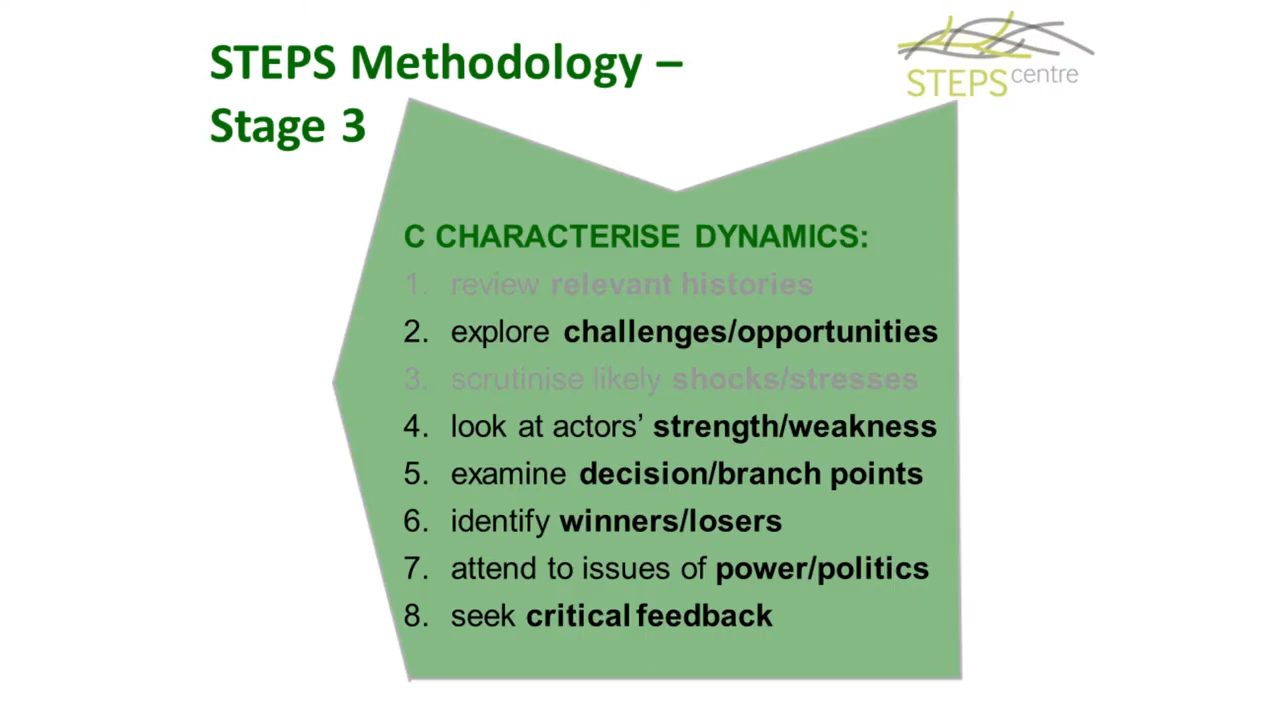 STEPS Methodology –
Stage 3
STEPS centre
C CHARACTERISE DYNAMICS:
1. review relevant histories
2. explore challenges/opportunities
3. scrutinise likely shocks/stresses
4. look at actors’ strength/weakness
5. examine decision/branch points
6. identify winners/losers
7. attend to issues of power/politics
8. seek critical feedback